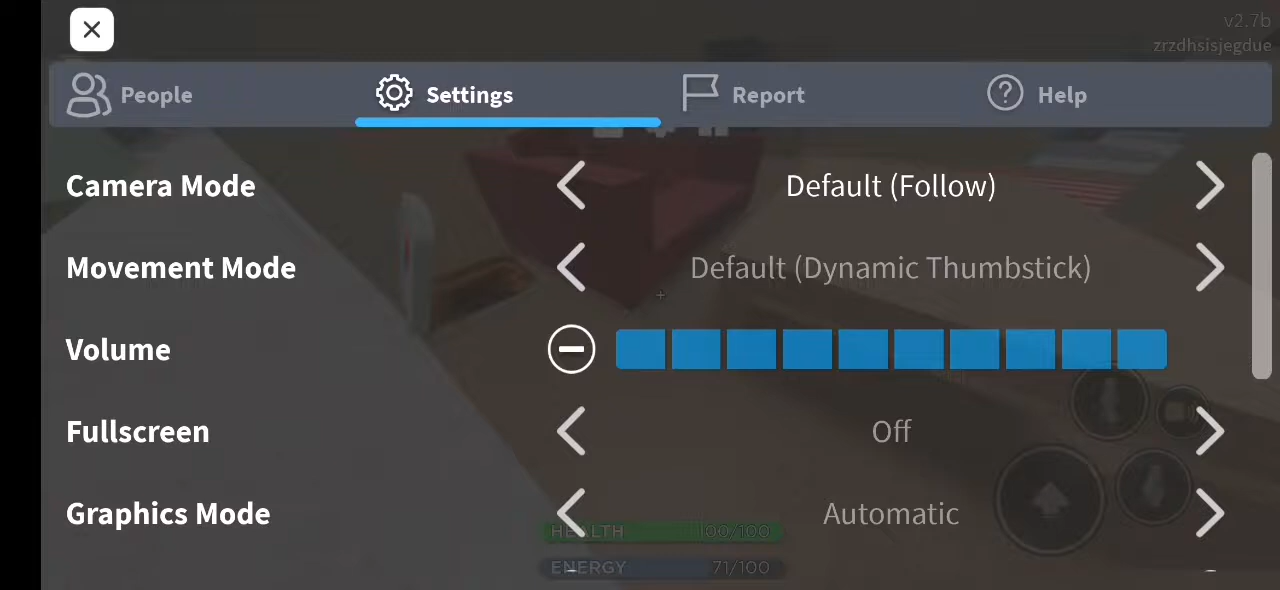 v2.7b
zrzdhsisjegdue
People
Settings
Report
Help
Camera Mode
Default (Follow)
Movement Mode
Default (Dynamic Thumbstick)
Volume
Fullscreen
Off
Graphics Mode
Automatic
HEALTH 100/100
ENERGY 71/100